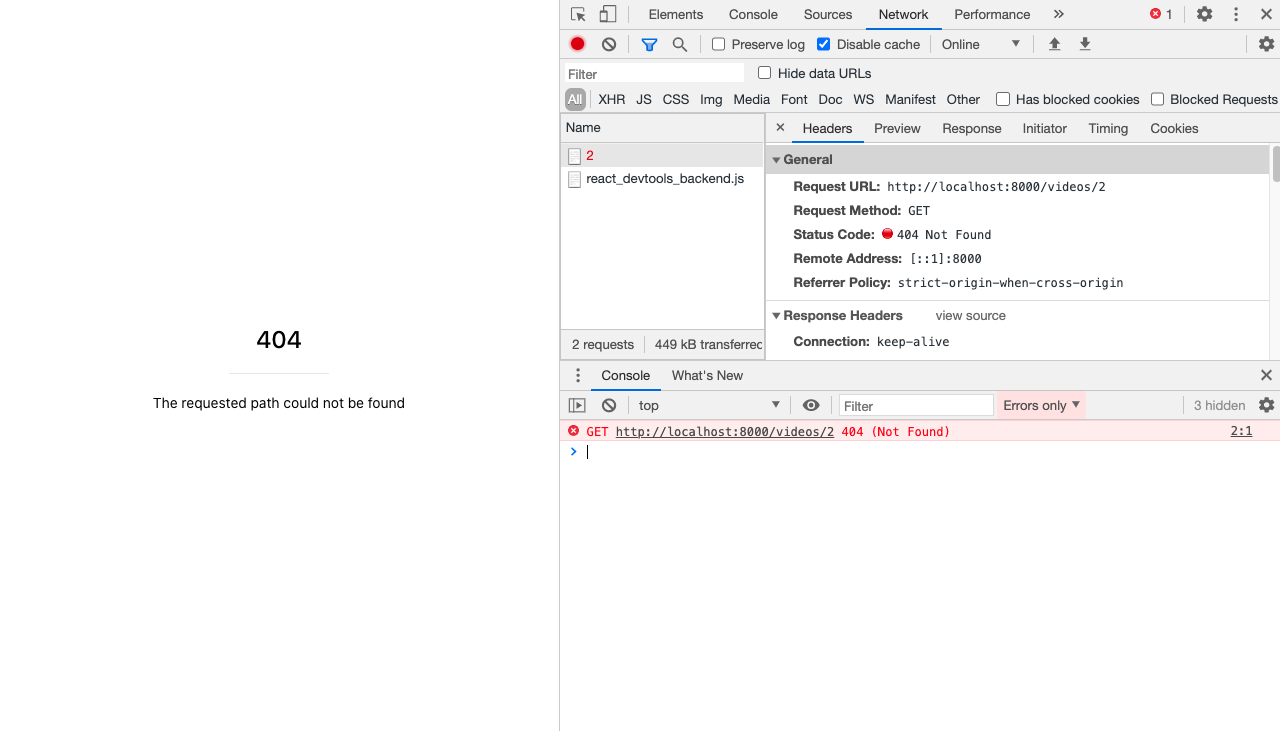 404
The requested path could not be found
Elements Console Sources Network Performance 1
Preserve log Disable cache Online
Filter Hide data URLs
All XHR JS CSS Img Media Font Doc WS Manifest Other Has blocked cookies Blocked Requests
Name
2
react_devtools_backend.js
2 requests 449 kB transferred
Headers Preview Response Initiator Timing Cookies
General
Request URL: http://localhost:8000/videos/2
Request Method: GET
Status Code: 404 Not Found
Remote Address: [::1]:8000
Referrer Policy: strict-origin-when-cross-origin
Response Headers view source
Connection: keep-alive
Console What's New
top Filter Errors only 3 hidden
GET http://localhost:8000/videos/2 404 (Not Found) 2:1